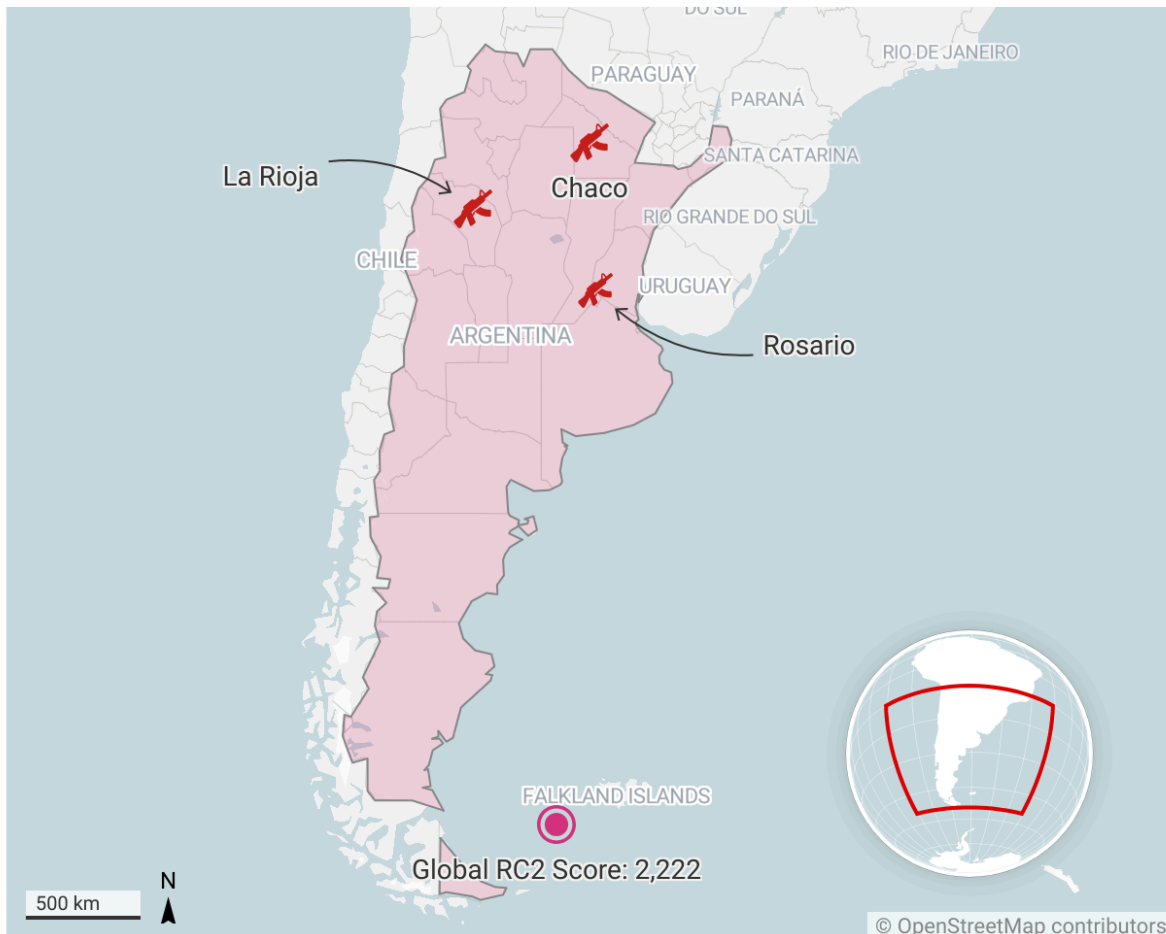 DO SUL
RIO DE JANEIRO
PARAGUAY
PARANÁ
SANTA CATARINA
La Rioja
Chaco
RIO GRANDE DO SUL
CHILE
URUGUAY
ARGENTINA
Rosario
FALKLAND ISLANDS
Global RC2 Score: 2,222
N
500 km
© OpenStreetMap contributors